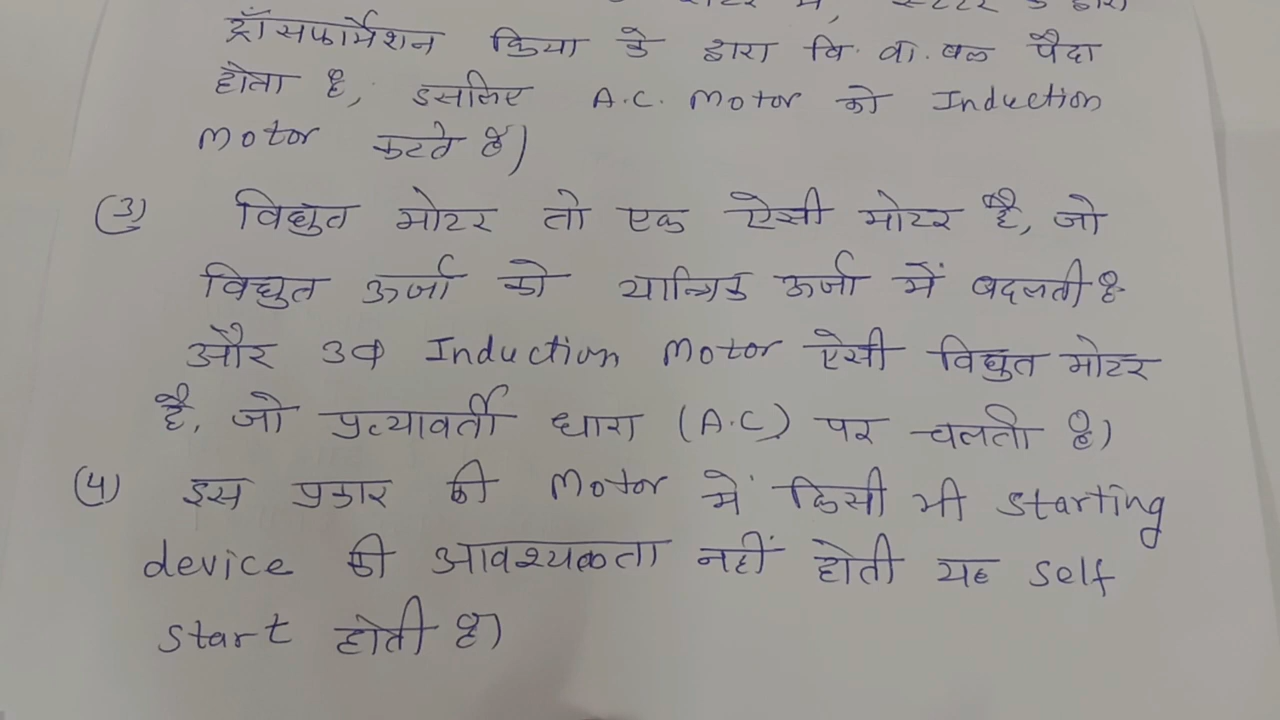 ट्राँसफार्मेशन क्रिया के द्वारा वि. वा. बल पैदा
होता है, इसलिए A.C. Motor को Induction
Motor कहते है।
(3) विद्युत मोटर तो एक ऐसी मोटर है, जो
विद्युत ऊर्जा को यान्त्रिक ऊर्जा में बदलती है
और 3Φ Induction Motor ऐसी विद्युत मोटर
है, जो प्रत्यावर्ती धारा (A.C) पर चलती है।
(4) इस प्रकार की Motor में किसी भी starting
device की आवश्यकता नहीं होती यह self
start होती है।